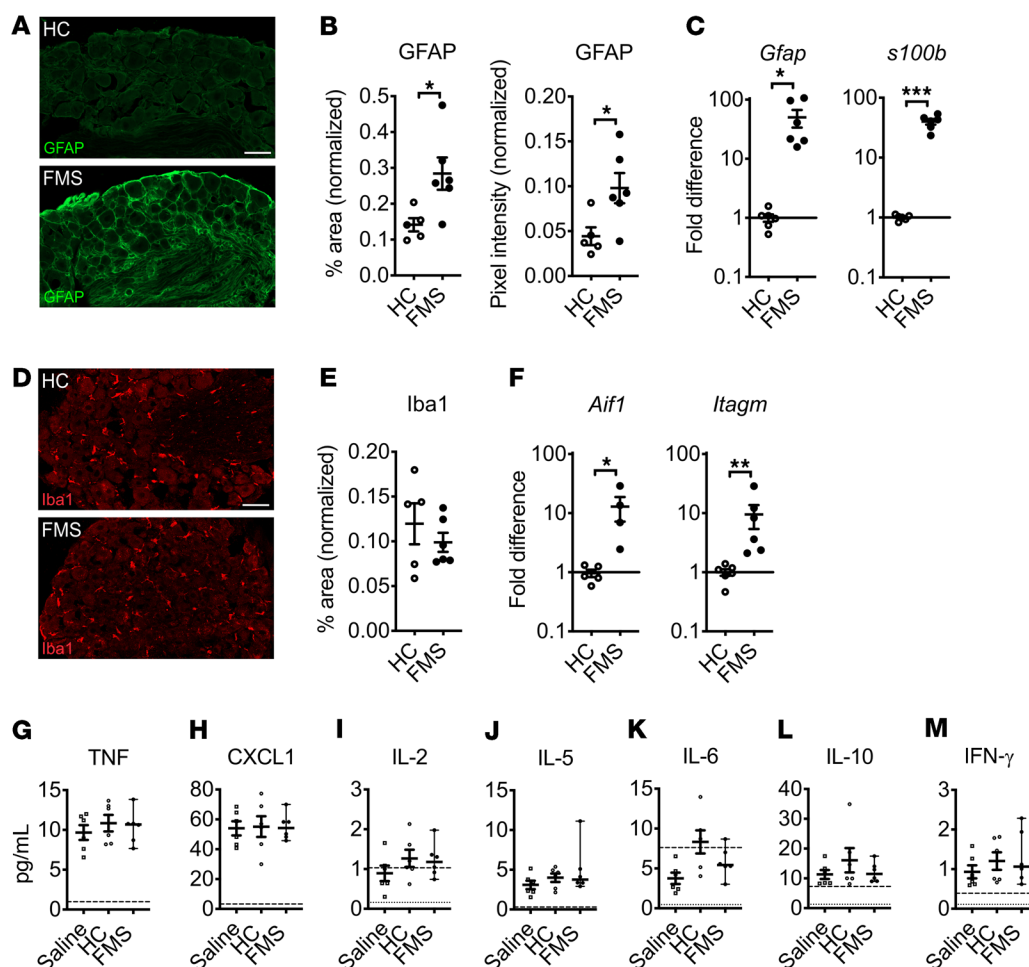 A
HC
GFAP
FMS
GFAP
B
GFAP
% area (normalized)
0.5
0.4
0.3
0.2
0.1
0.0
*
HC
FMS
GFAP
Pixel intensity (normalized)
0.20
0.15
0.10
0.05
0.00
*
HC
FMS
C
Gfap
Fold difference
100
10
1
0.1
*
HC
FMS
s100b
100
10
1
0.1
***
HC
FMS
D
HC
Iba1
FMS
Iba1
E
Iba1
% area (normalized)
0.20
0.15
0.10
0.05
0.00
HC
FMS
F
Aif1
Fold difference
100
10
1
0.1
*
HC
FMS
Itagm
100
10
1
0.1
**
HC
FMS
G
TNF
pg/mL
15
10
5
0
Saline
HC
FMS
H
CXCL1
80
60
40
20
0
Saline
HC
FMS
I
IL-2
3
2
1
0
Saline
HC
FMS
J
IL-5
15
10
5
0
Saline
HC
FMS
K
IL-6
15
10
5
0
Saline
HC
FMS
L
IL-10
40
30
20
10
0
Saline
HC
FMS
M
IFN-γ
3
2
1
0
Saline
HC
FMS